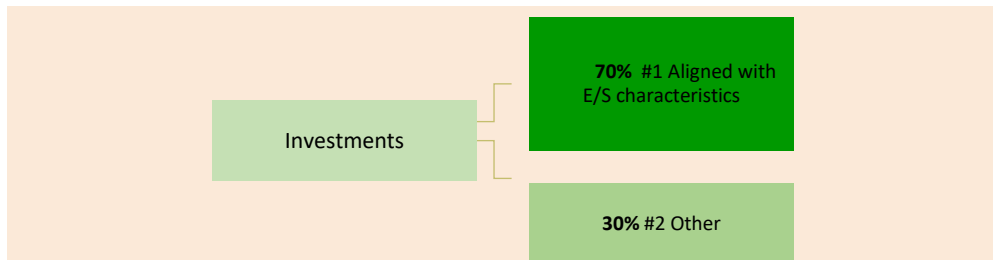 70% #1 Aligned with
E/S characteristics
Investments
30% #2 Other